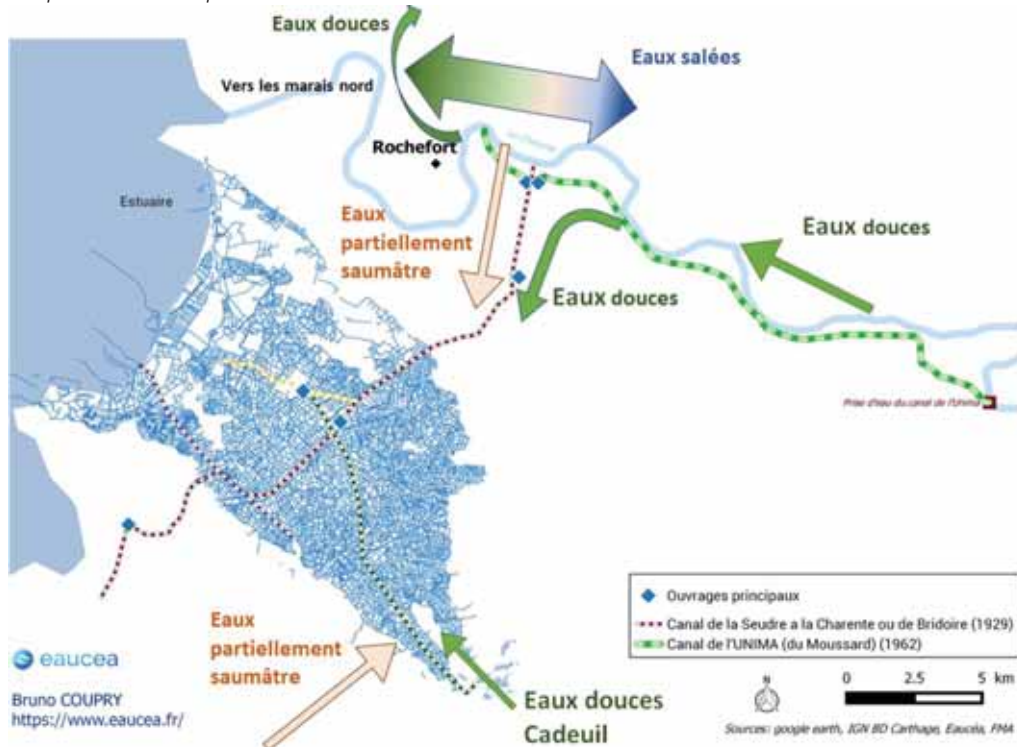 Eaux douces
Eaux salées
Vers les marais nord
Rochefort
Estuaire
Eaux
partiellement
saumâtre
Eaux douces
Eaux douces
Prise d'eau du canal de l'Unima
Eaux
partiellement
saumâtre
Eaux douces
Cadeuil
Ouvrages principaux
Canal de la Seudre a la Charente ou de Bridoire (1929)
Canal de l'UNIMA (du Moussard) (1962)
eaucea
Bruno COUPRY
https://www.eaucea.fr/
N
0 2.5 5 km
Sources: google earth, IGN BD Carthage, Eaucéa, FMA